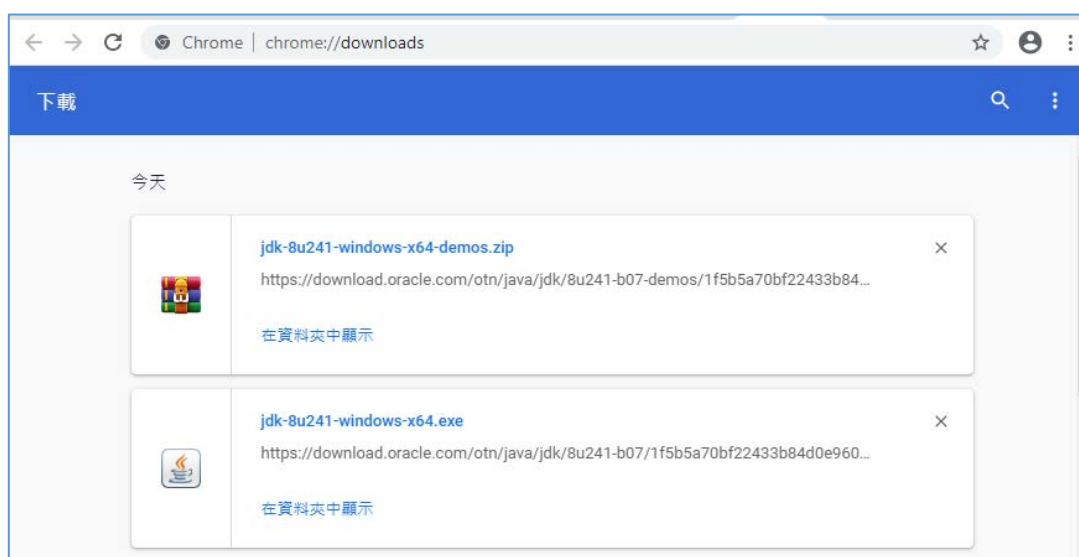 Chrome | chrome://downloads
下載
今天
jdk-8u241-windows-x64-demos.zip
https://download.oracle.com/otn/java/jdk/8u241-b07-demos/1f5b5a70bf22433b84...
在資料夾中顯示
jdk-8u241-windows-x64.exe
https://download.oracle.com/otn/java/jdk/8u241-b07/1f5b5a70bf22433b84d0e960...
在資料夾中顯示